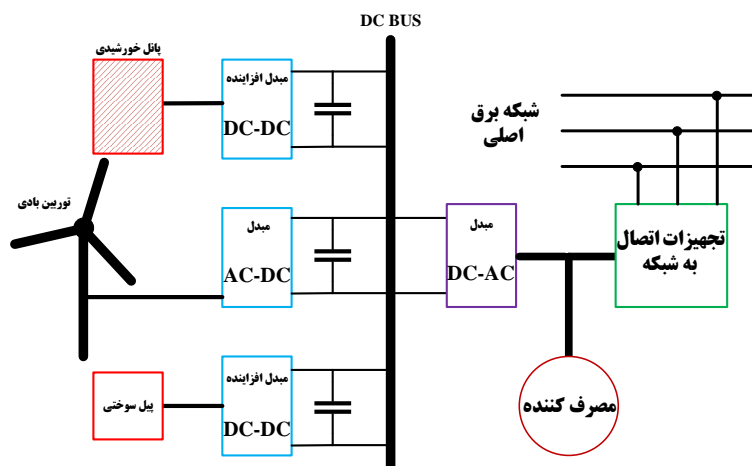 DC BUS
پانل خورشیدی
مبدل افزاینده
DC-DC
شبکه برق
اصلی
توربین بادی
مبدل
AC-DC
مبدل
DC-AC
تجهیزات اتصال
به شبکه
پیل سوختی
مبدل افزاینده
DC-DC
مصرف کننده